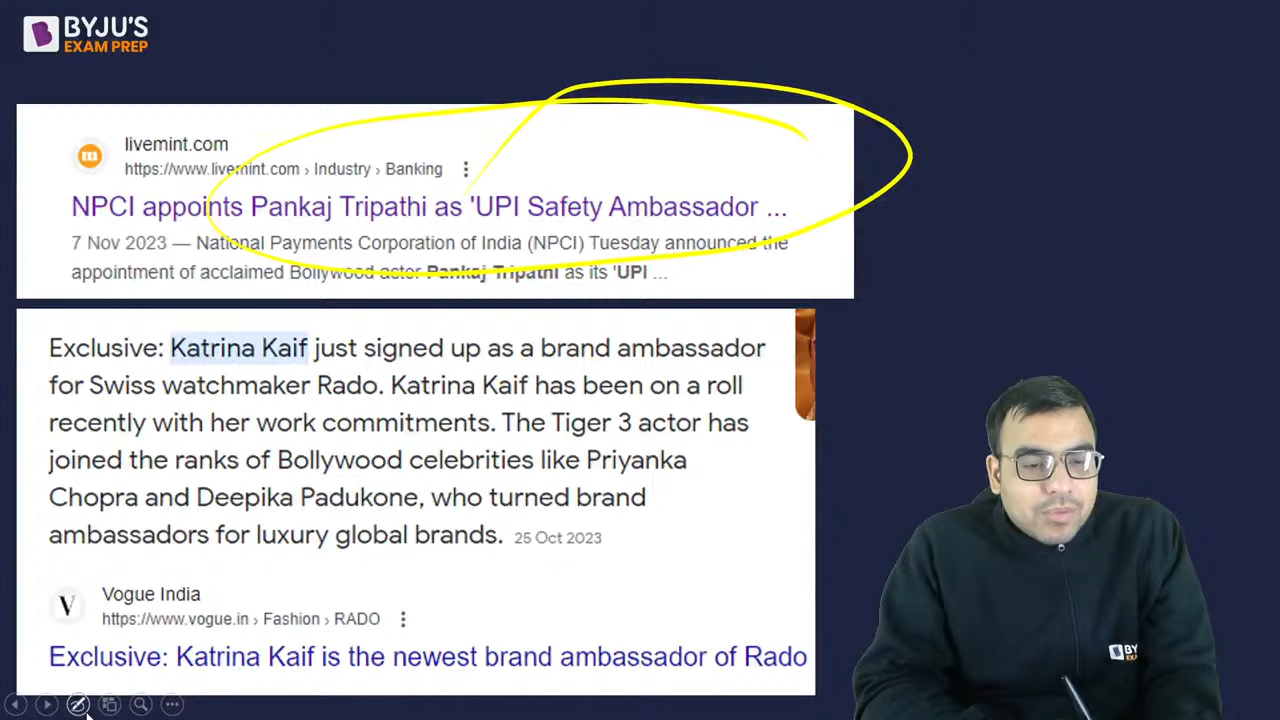 BYJU'S
EXAM PREP
livemint.com
https://www.livemint.com › Industry › Banking
NPCI appoints Pankaj Tripathi as 'UPI Safety Ambassador ...
7 Nov 2023 — National Payments Corporation of India (NPCI) Tuesday announced the
appointment of acclaimed Bollywood actor Pankaj Tripathi as its 'UPI ...
Exclusive: Katrina Kaif just signed up as a brand ambassador
for Swiss watchmaker Rado. Katrina Kaif has been on a roll
recently with her work commitments. The Tiger 3 actor has
joined the ranks of Bollywood celebrities like Priyanka
Chopra and Deepika Padukone, who turned brand
ambassadors for luxury global brands. 25 Oct 2023
V
Vogue India
https://www.vogue.in › Fashion › RADO
Exclusive: Katrina Kaif is the newest brand ambassador of Rado